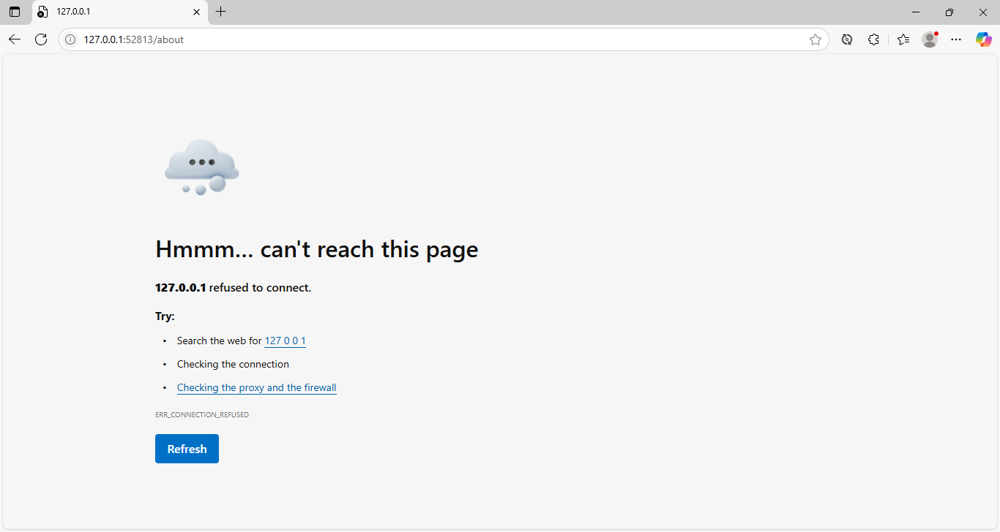 127.0.0.1
127.0.0.1:52813/about
Hmmm... can't reach this page
127.0.0.1 refused to connect.
Try:
• Search the web for 127 0 0 1
• Checking the connection
• Checking the proxy and the firewall
ERR_CONNECTION_REFUSED
Refresh